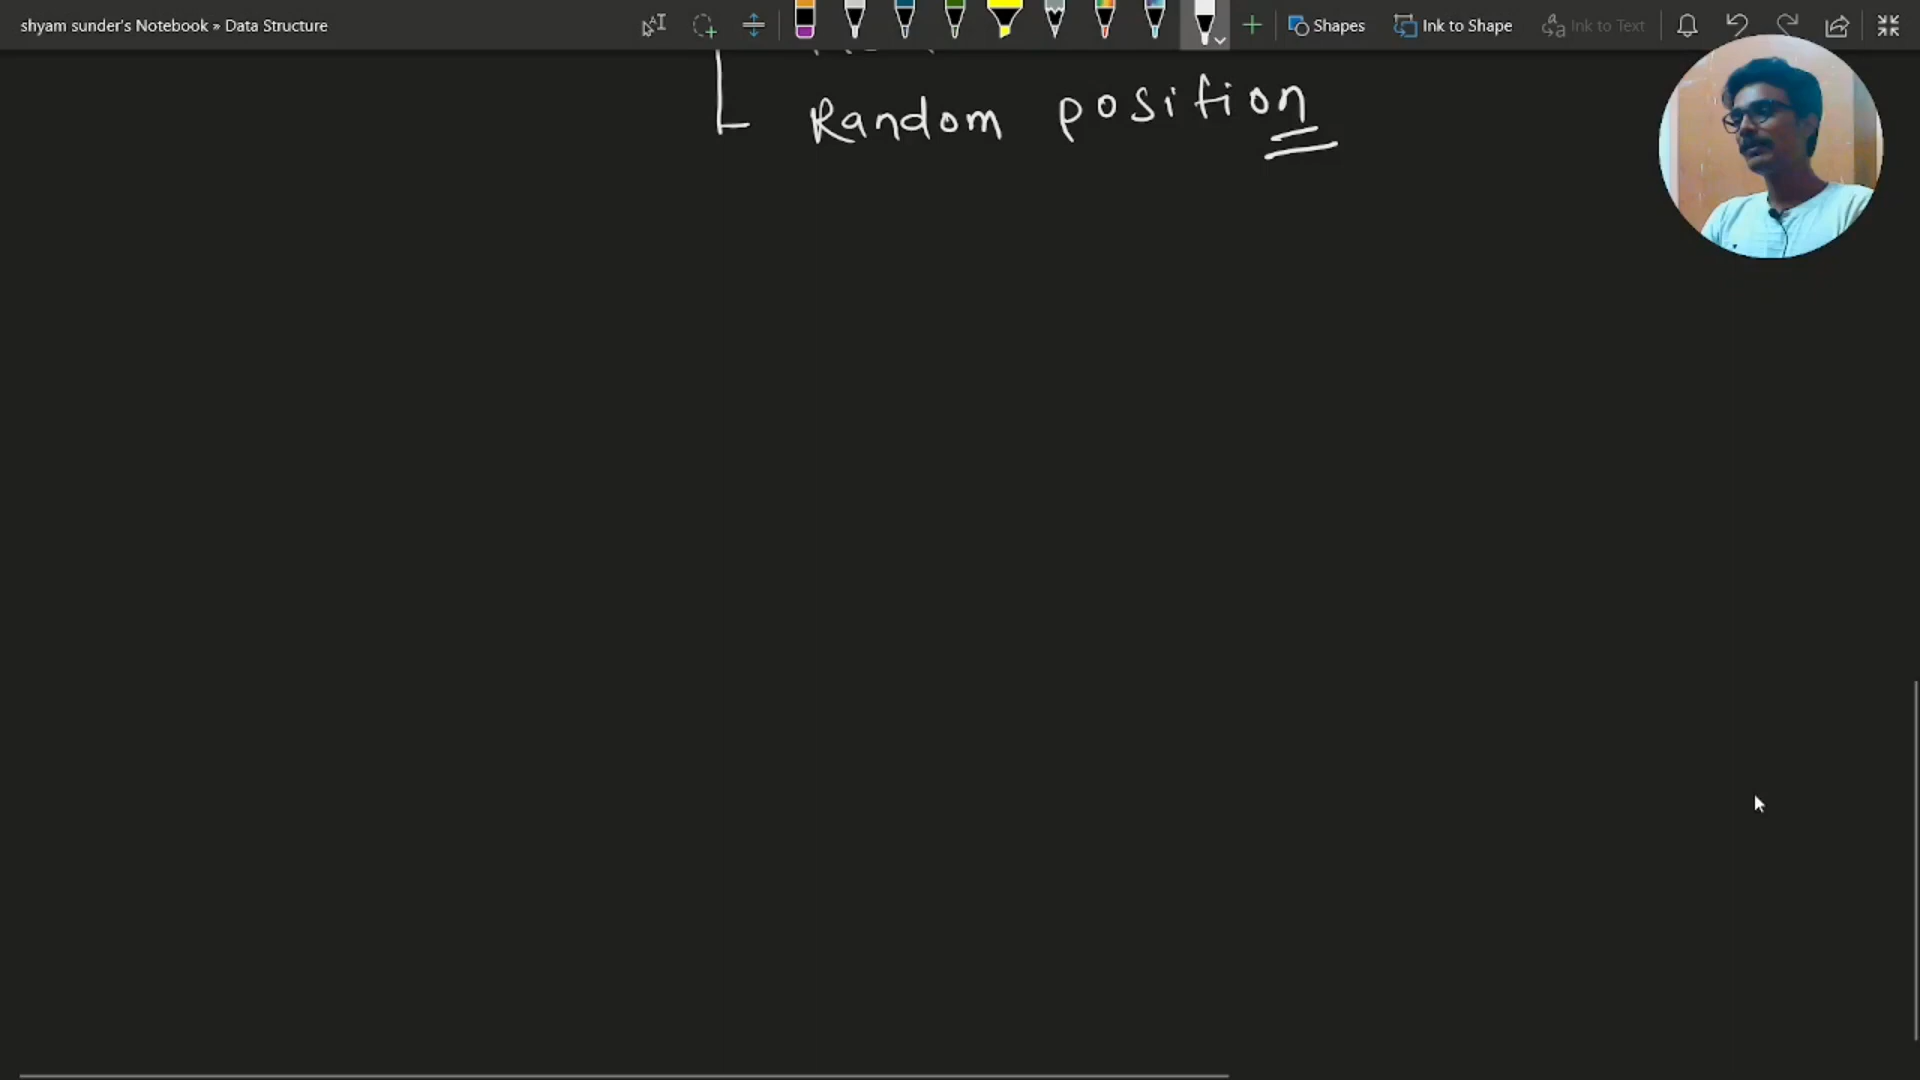 shyam sunder's Notebook » Data Structure
Shapes
Ink to Shape
Ink to Text
Random position